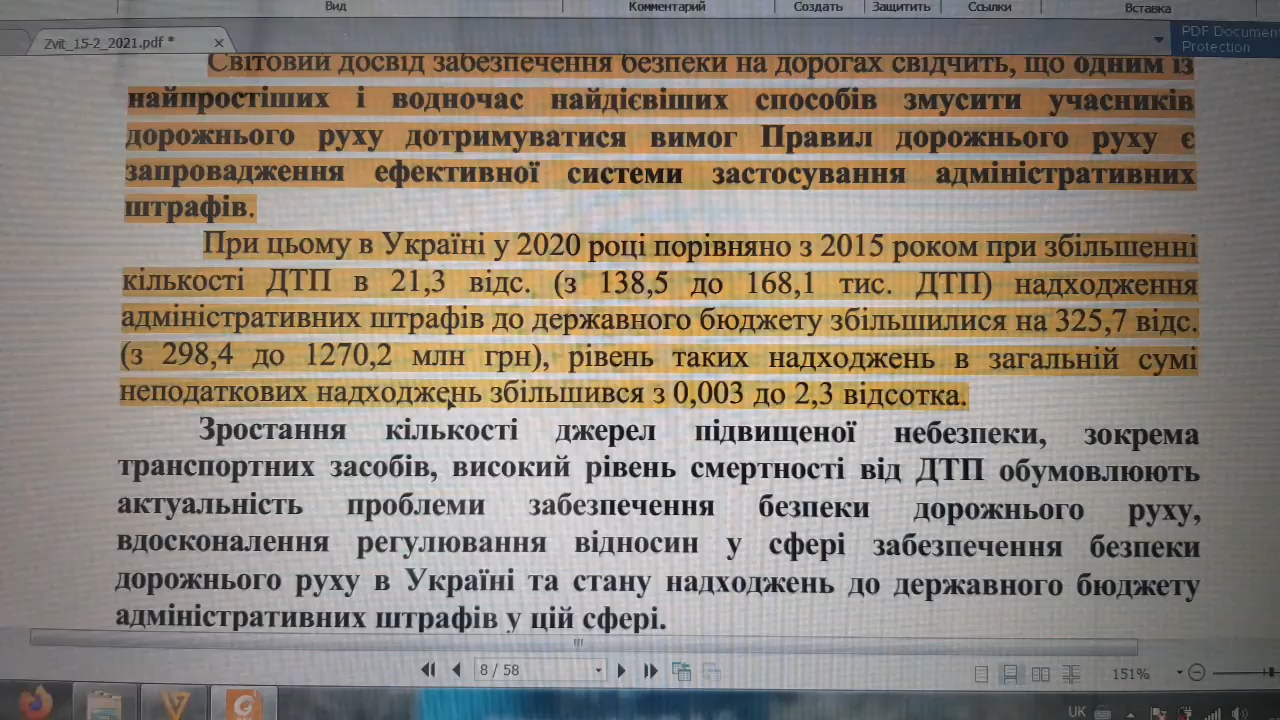 Вид
Комментарий
Создать
Защитить
Ссылки
Вставка
Zvit_15-2_2021.pdf *
PDF Document
Protection
Світовий досвід забезпечення безпеки на дорогах свідчить, що одним із
найпростіших і водночас найдієвіших способів змусити учасників
дорожнього руху дотримуватися вимог Правил дорожнього руху є
запровадження ефективної системи застосування адміністративних
штрафів.
При цьому в Україні у 2020 році порівняно з 2015 роком при збільшенні
кількості ДТП в 21,3 відс. (з 138,5 до 168,1 тис. ДТП) надходження
адміністративних штрафів до державного бюджету збільшилися на 325,7 відс.
(з 298,4 до 1270,2 млн грн), рівень таких надходжень в загальній сумі
неподаткових надходжень збільшився з 0,003 до 2,3 відсотка.
Зростання кількості джерел підвищеної небезпеки, зокрема
транспортних засобів, високий рівень смертності від ДТП обумовлюють
актуальність проблеми забезпечення безпеки дорожнього руху,
вдосконалення регулювання відносин у сфері забезпечення безпеки
дорожнього руху в Україні та стану надходжень до державного бюджету
адміністративних штрафів у цій сфері.
8 / 58
151%
UK